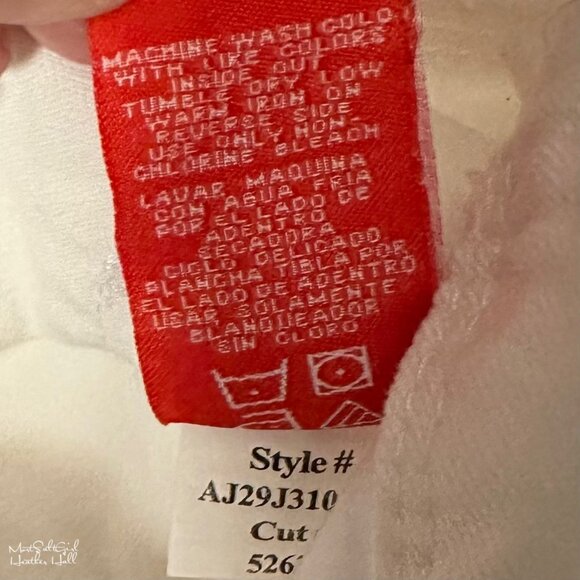 MACHINE WASH COLD
WITH LIKE COLORS
INSIDE OUT
TUMBLE DRY LOW
WARM IRON ON
REVERSE SIDE
USE ONLY NON-
CHLORINE BLEACH
LAVAR MAQUINA
CON AGUA FRIA
POR EL LADO DE
ADENTRO
SECADORA
CICLO DELICADO
PLANCHA TIBIA POR
EL LADO DE ADENTRO
USAR SOLAMENTE
BLANQUEADOR
SIN CLORO
Style #
AJ29J310
Cut
526
MintSaltGirl
Heather Hall